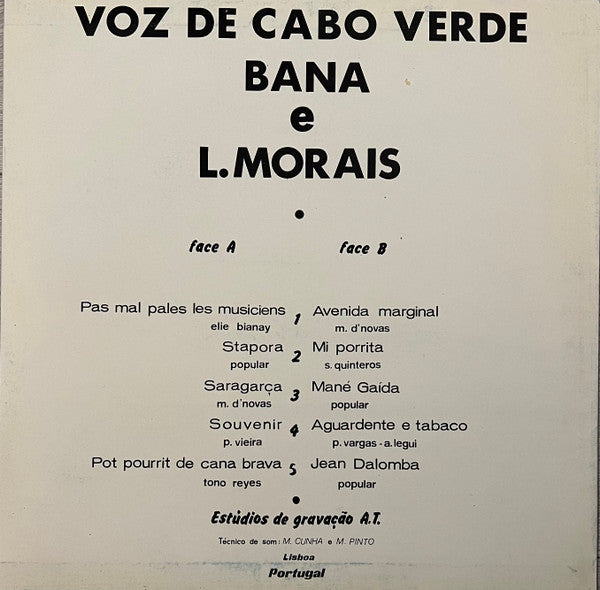 VOZ DE CABO VERDE
BANA
e
L.MORAIS
face A face B
Pas mal pales les musiciens 1 Avenida marginal
elie bianay m. d'novas
Stapora 2 Mi porrita
popular s. quinteros
Saragarça 3 Mané Gaída
m. d'novas popular
Souvenir 4 Aguardente e tabaco
p. vieira p. vargas - a. legui
Pot pourrit de cana brava 5 Jean Dalomba
tono reyes popular
Estúdios de gravação A.T.
Técnico de som: M. CUNHA e M. PINTO
Lisboa
Portugal